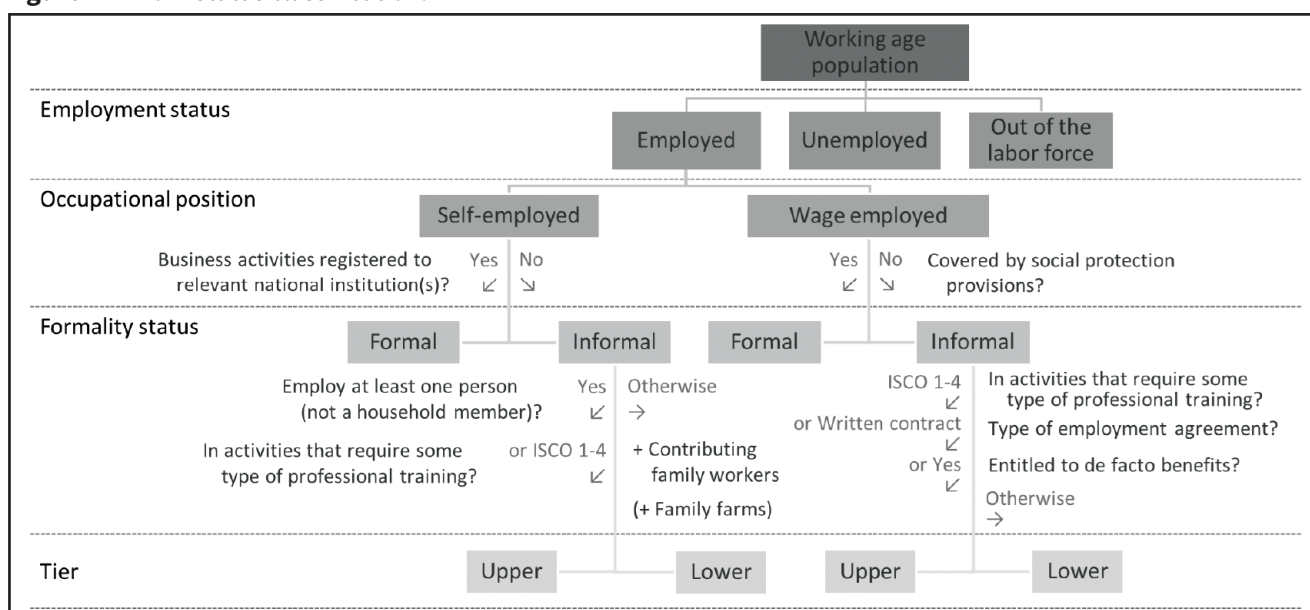 Working age
population
Employment status
Employed
Unemployed
Out of the
labor force
Occupational position
Self-employed
Wage employed
Business activities registered to
relevant national institution(s)?
Yes
No
Yes
No
Covered by social protection
provisions?
Formality status
Formal
Informal
Formal
Informal
Employ at least one person
(not a household member)?
Yes
Otherwise
In activities that require some
type of professional training?
or ISCO 1-4
+ Contributing
family workers
(+ Family farms)
ISCO 1-4
In activities that require some
type of professional training?
or Written contract
Type of employment agreement?
or Yes
Entitled to de facto benefits?
Otherwise
Tier
Upper
Lower
Upper
Lower